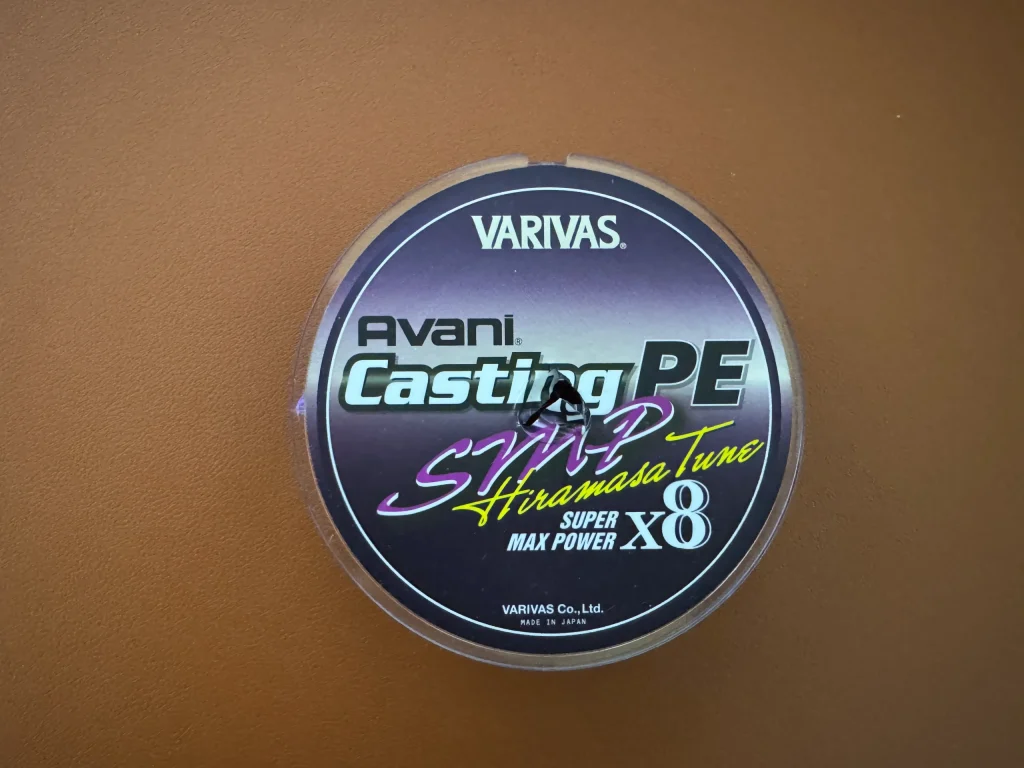 VARIVAS®
Avani®
Casting PE
SMP
Hiramasa Tune
SUPER
MAX POWER x8
VARIVAS Co.,Ltd.
MADE IN JAPAN